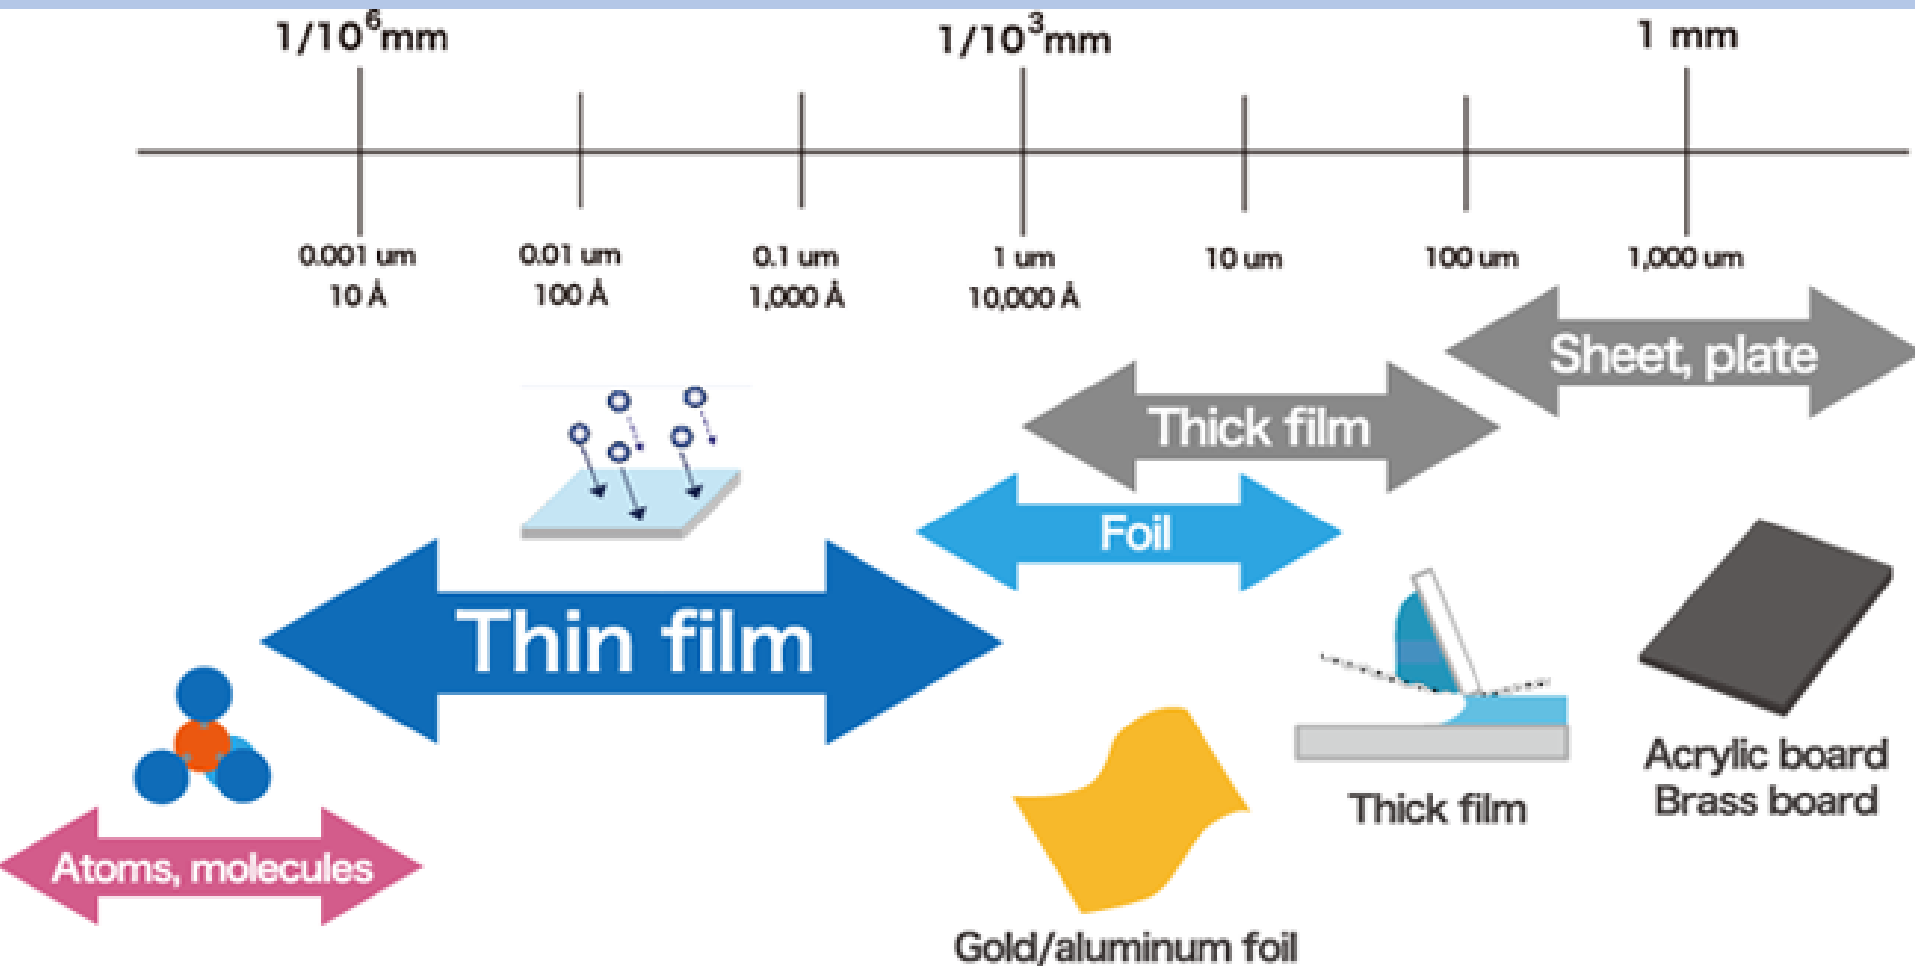 1/10⁶mm
1/10³mm
1 mm
0.001 um
0.01 um
0.1 um
1 um
10 um
100 um
1,000 um
10 Å
100 Å
1,000 Å
10,000 Å
Sheet, plate
Thick film
Foil
Thin film
Atoms, molecules
Acrylic board
Brass board
Thick film
Gold/aluminum foil